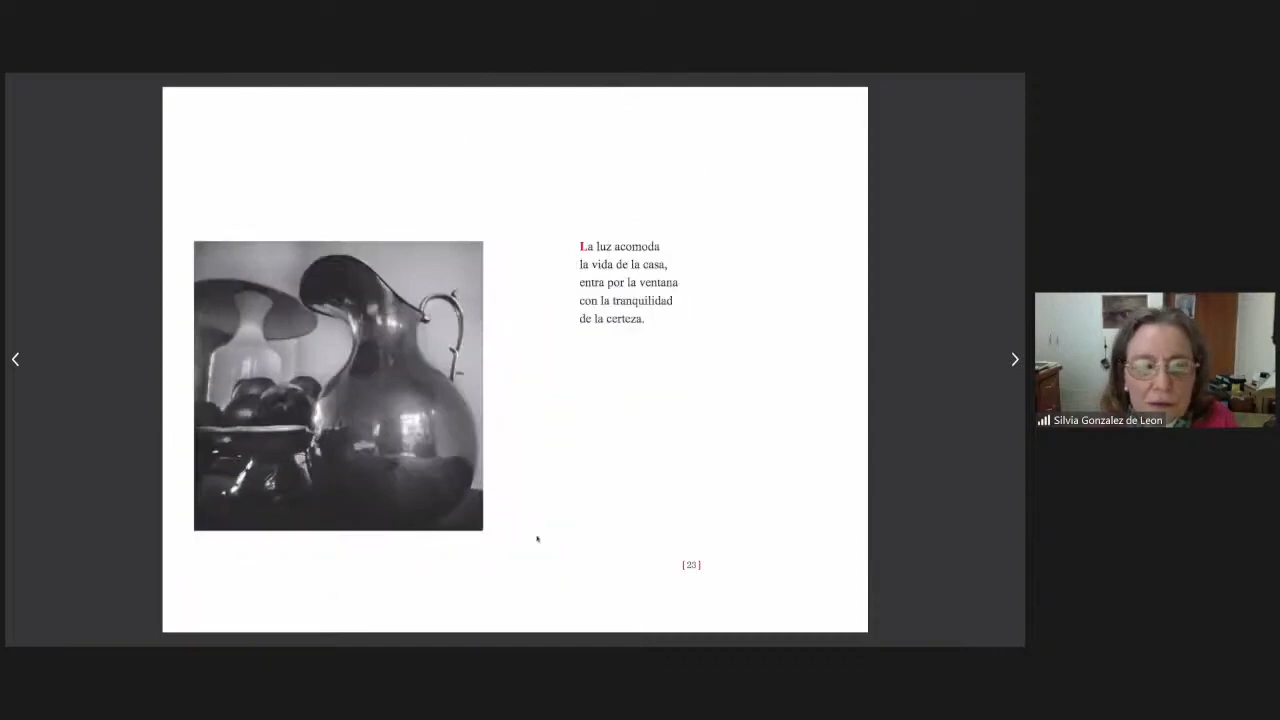 La luz acomoda
la vida de la casa,
entra por la ventana
con la tranquilidad
de la certeza.
[ 23 ]
Silvia Gonzalez de Leon